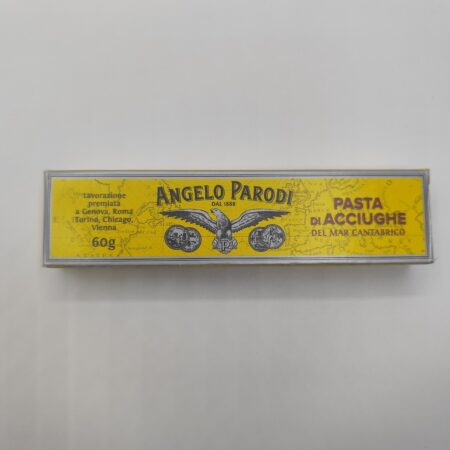 Lavorazione
premiata
a Genova, Roma
Torino, Chicago,
Vienna
60g
ANGELO PARODI
DAL 1888
PASTA
DI ACCIUGHE
DEL MAR CANTABRICO